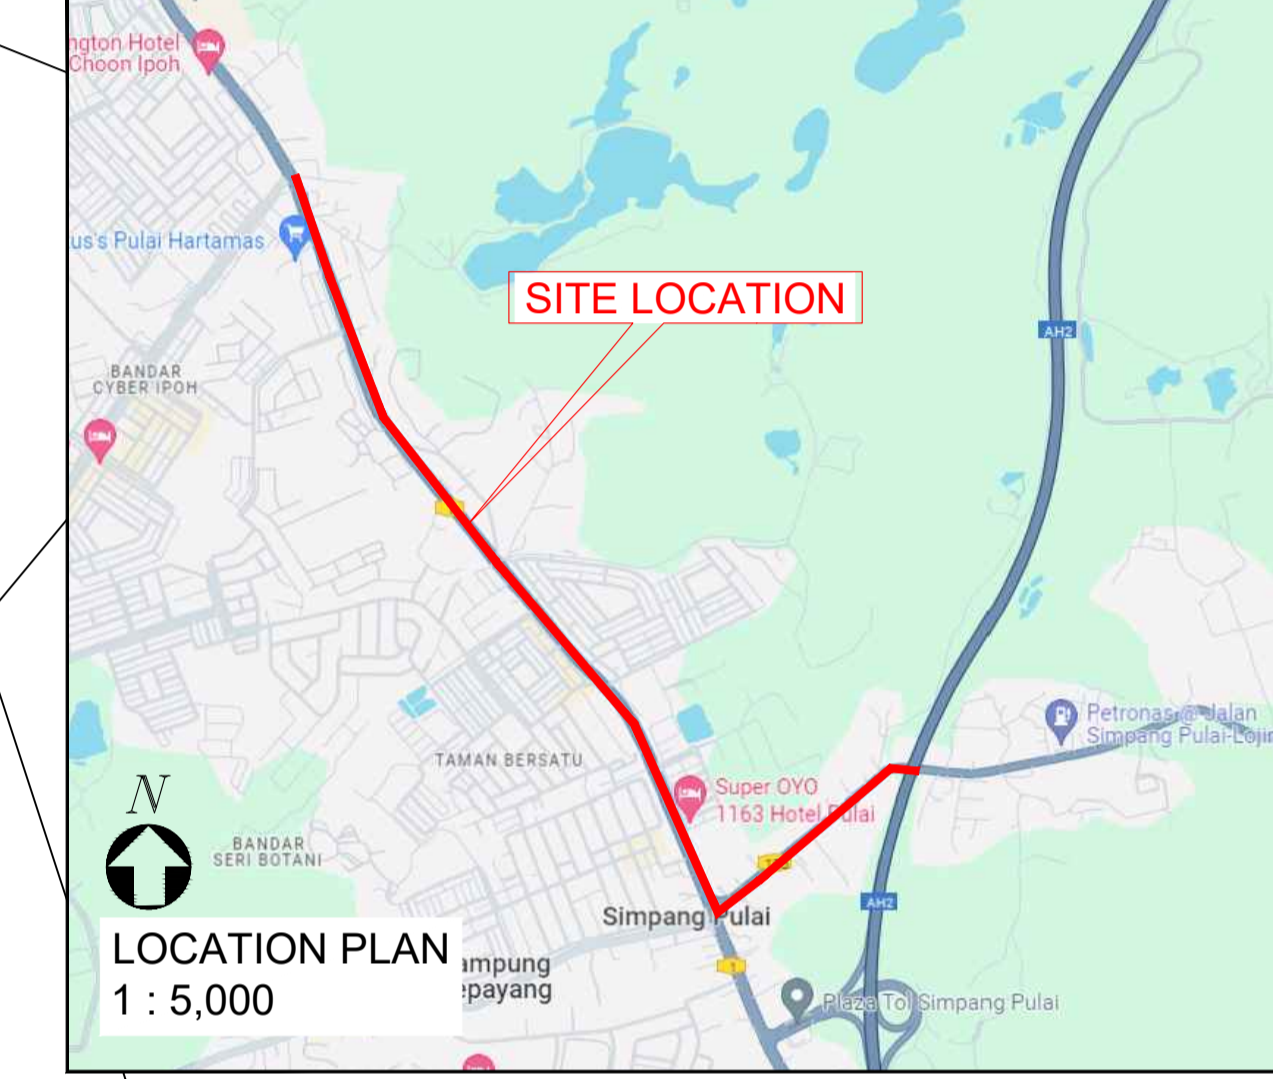 ngton Hotel
Choon Ipoh
us's Pulai Hartamas
SITE LOCATION
AH2
BANDAR
CYBER IPOH
Petronas @ Jalan
Simpang Pulai-Lojin
TAMAN BERSATU
Super OYO
1163 Hotel Pulai
N
BANDAR
SERI BOTANI
AH2
Simpang Pulai
LOCATION PLAN
1 : 5,000
ampung
epayang
1
Plaza Tol Simpang Pulai